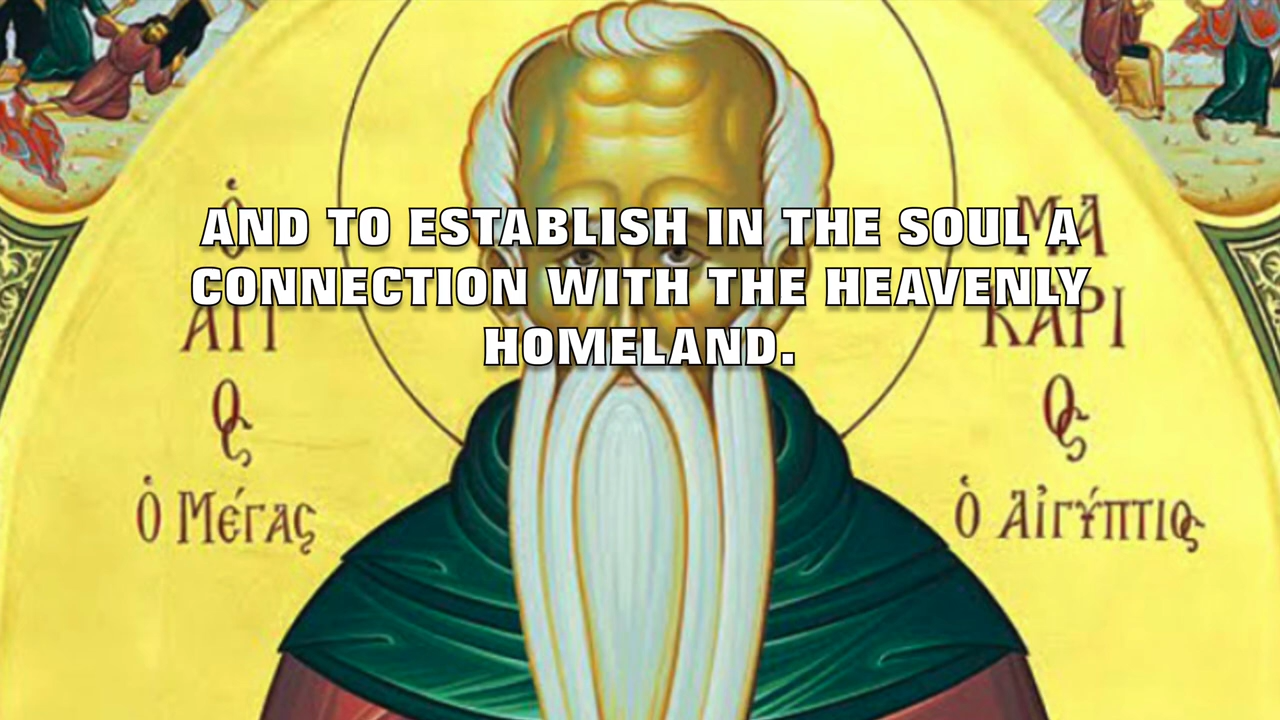 AND TO ESTABLISH IN THE SOUL A
CONNECTION WITH THE HEAVENLY
HOMELAND.
Ὁ
ΑΓΙ
Ος
ὁ Μέγας
ΜΑ
ΚΑΡΙ
Ος
ὁ Αἰγύπτιος